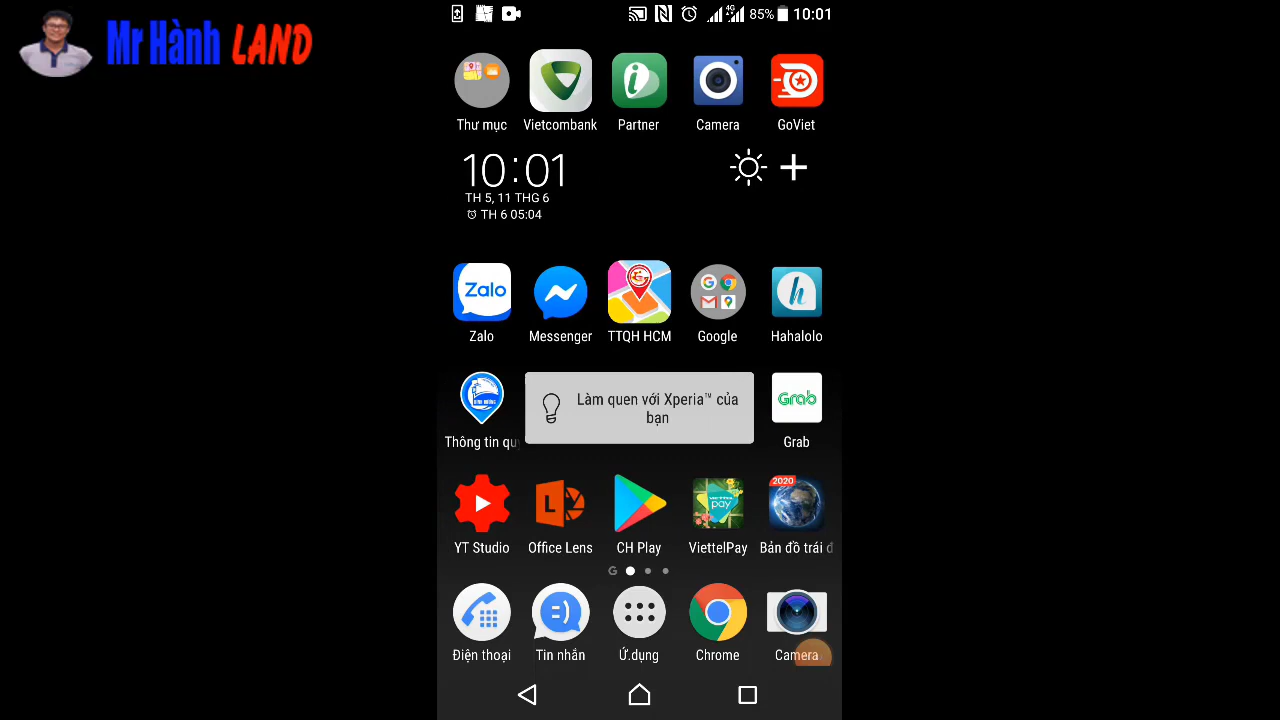 Mr Hành LAND
4G 85% 10:01
Thư mục Vietcombank Partner Camera GoViet
10:01
TH 5, 11 THG 6
TH 6 05:04
Zalo
Zalo Messenger TTQH HCM Google Hahalolo
Làm quen với Xperia™ của
bạn
Grab
Thông tin qu Grab
2020
pay
YT Studio Office Lens CH Play ViettelPay Bản đồ trái đ
G
Điện thoại Tin nhắn Ứ.dụng Chrome Camera